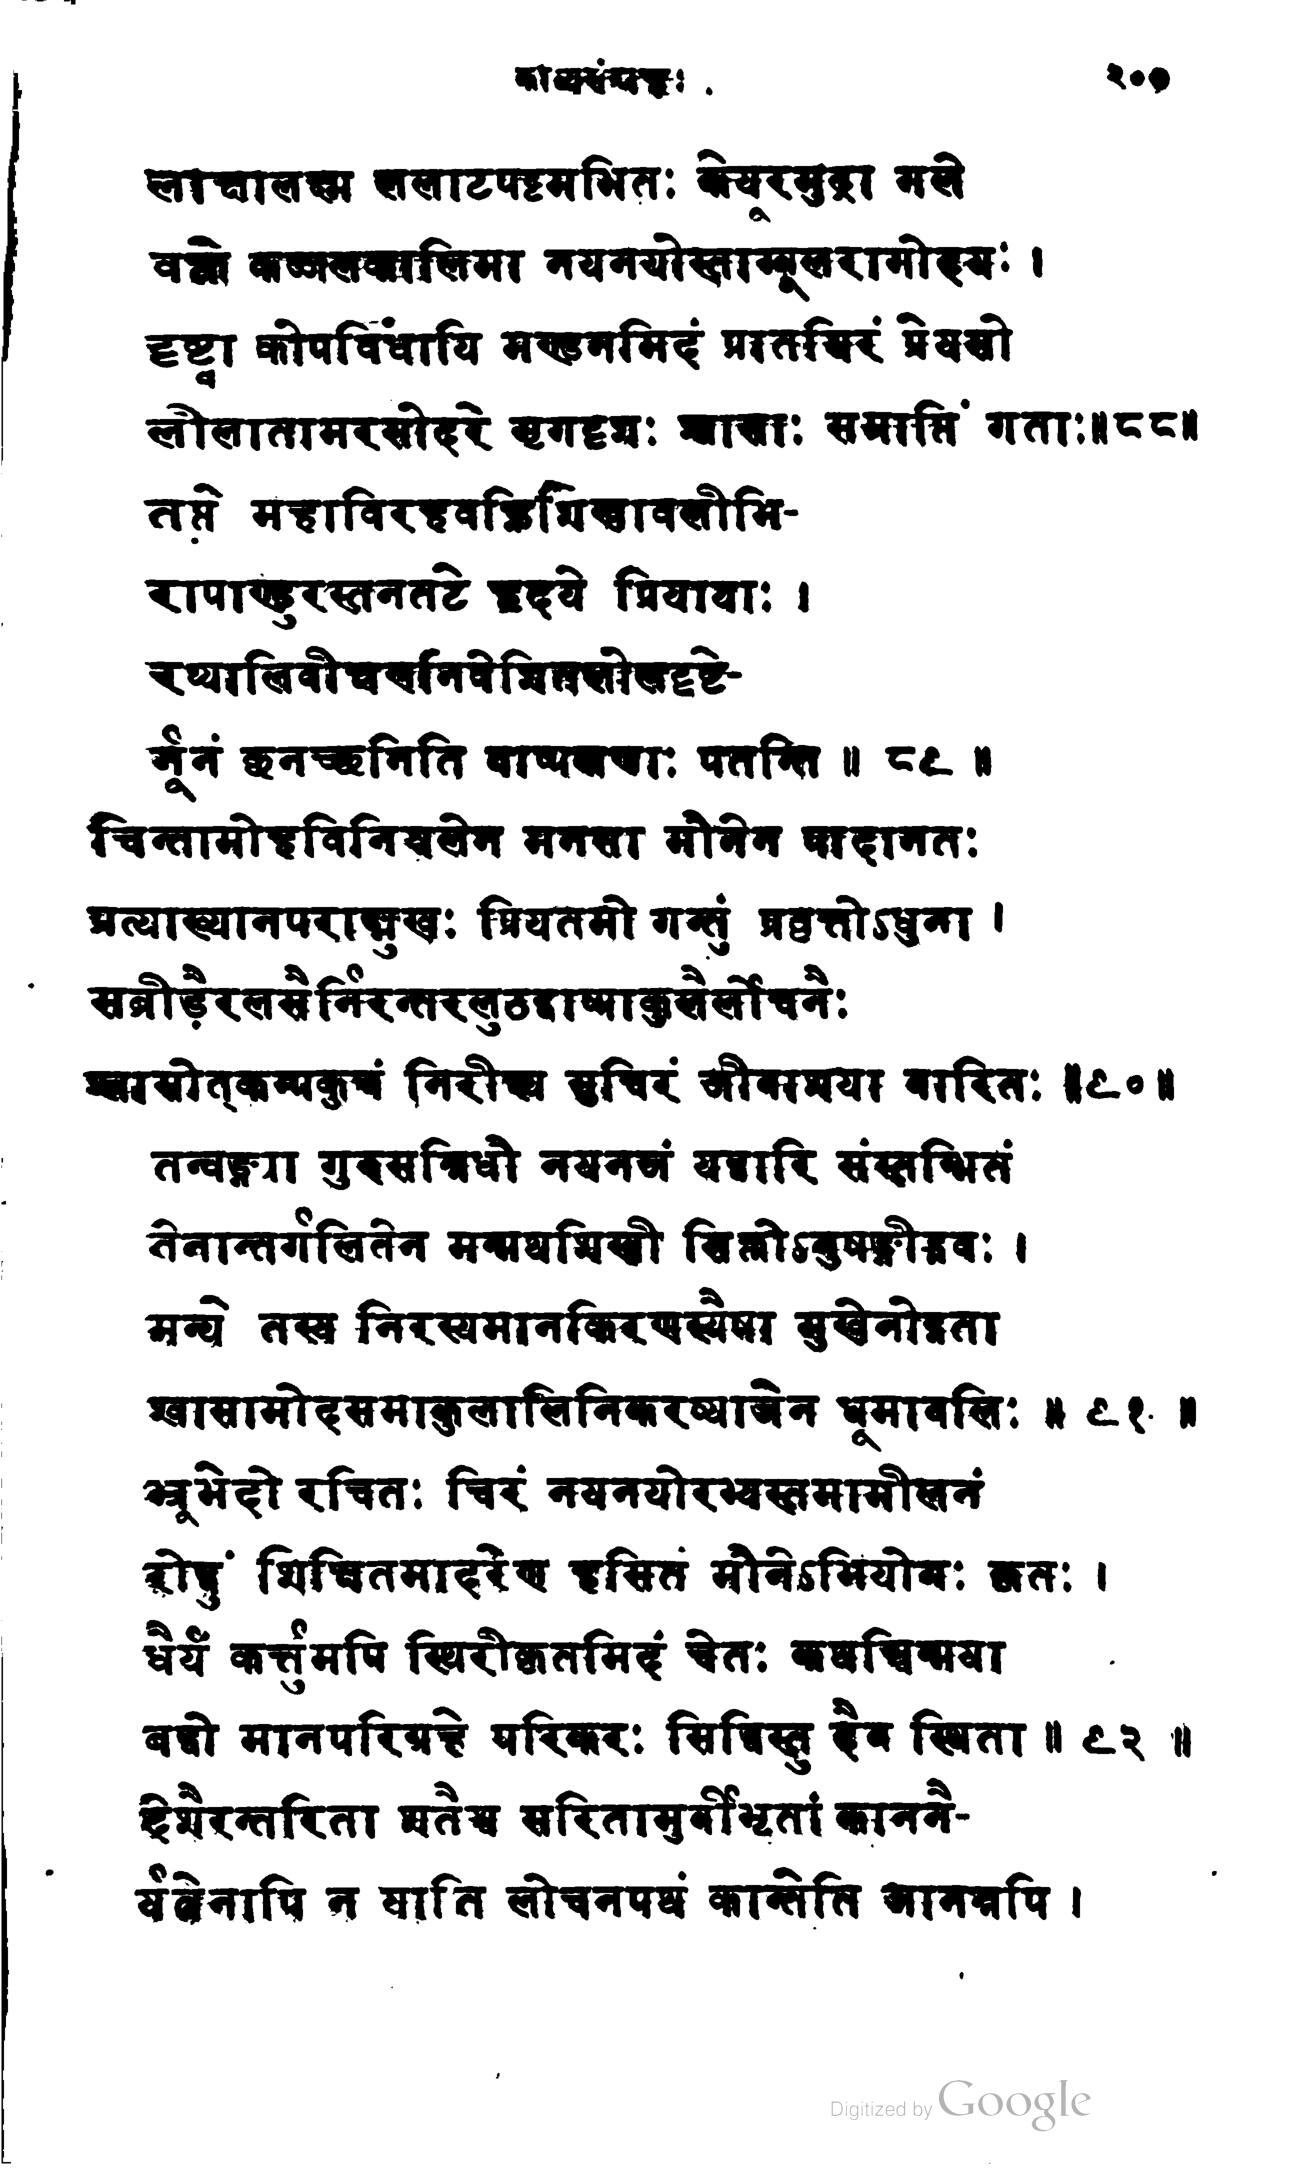 काव्यसंग्रहः । २०१
लाक्षालक्ष्म ललाटपट्टमभितः केयूरमुद्रा गले
वक्त्रे कज्जलकालिमा नयनयोस्ताम्बूलरागोदयः ।
दृष्ट्वा कोपविधायि मण्डनमिदं प्रातश्चिरं प्रेयसो
लीलातामरसोदरे मृगदृशः श्वासाः समाप्तिं गताः॥८८॥
तप्ते महाविरहवह्निशिखावलीभि-
रापाण्डुरस्तनतटे हृदये प्रियायाः ।
रथ्यालिवीक्षणनिवेशितलोलदृष्टे-
र्नूनं छनच्छनिति वाष्पकणाः पतन्ति ॥ ८९ ॥
चिन्तामोहविनिश्चलेन मनसा मौनेन पादानतः
प्रत्याख्यानपराङ्मुखः प्रियतमो गन्तुं प्रवृत्तोऽधुना ।
सव्रीडैरलसैर्निरन्तरलुठद्वाष्पाकुलैर्लोचनैः
श्वासोत्कम्पकुचं निरीक्ष्य सुचिरं जीवाशया वारितः ॥९०॥
तन्वङ्ग्या गुरुसन्निधौ नयनजं यद्वारि संस्तम्भितं
तेनान्तर्गलितेन मन्मथशिखी सिक्तोऽनुषङ्गोद्भवः ।
मन्ये तस्य निरस्यमानकिरणस्यैषा मुखेनोद्गता
श्वासामोदसमाकुलालिनिकरव्याजेन धूमावलिः ॥ ९१ ॥
भ्रूभेदो रचितः चिरं नयनयोरभ्यस्तमामीलनं
रोद्धुं शिक्षितमादरेण हसितं मौनेऽभियोगः कृतः ।
धैर्यं कर्त्तुमपि स्थिरीकृतमिदं चेतः कथञ्चिन्मया
बद्धो मानपरिग्रहे परिकरः सिद्धिस्तु दैव स्थिता ॥ ९२ ॥
देशैरन्तरिता शतैश्च सरितामुर्वीभृतां काननै-
र्यत्नेनापि न याति लोचनपथं कान्तेति जानन्नपि ।
Digitized by Google